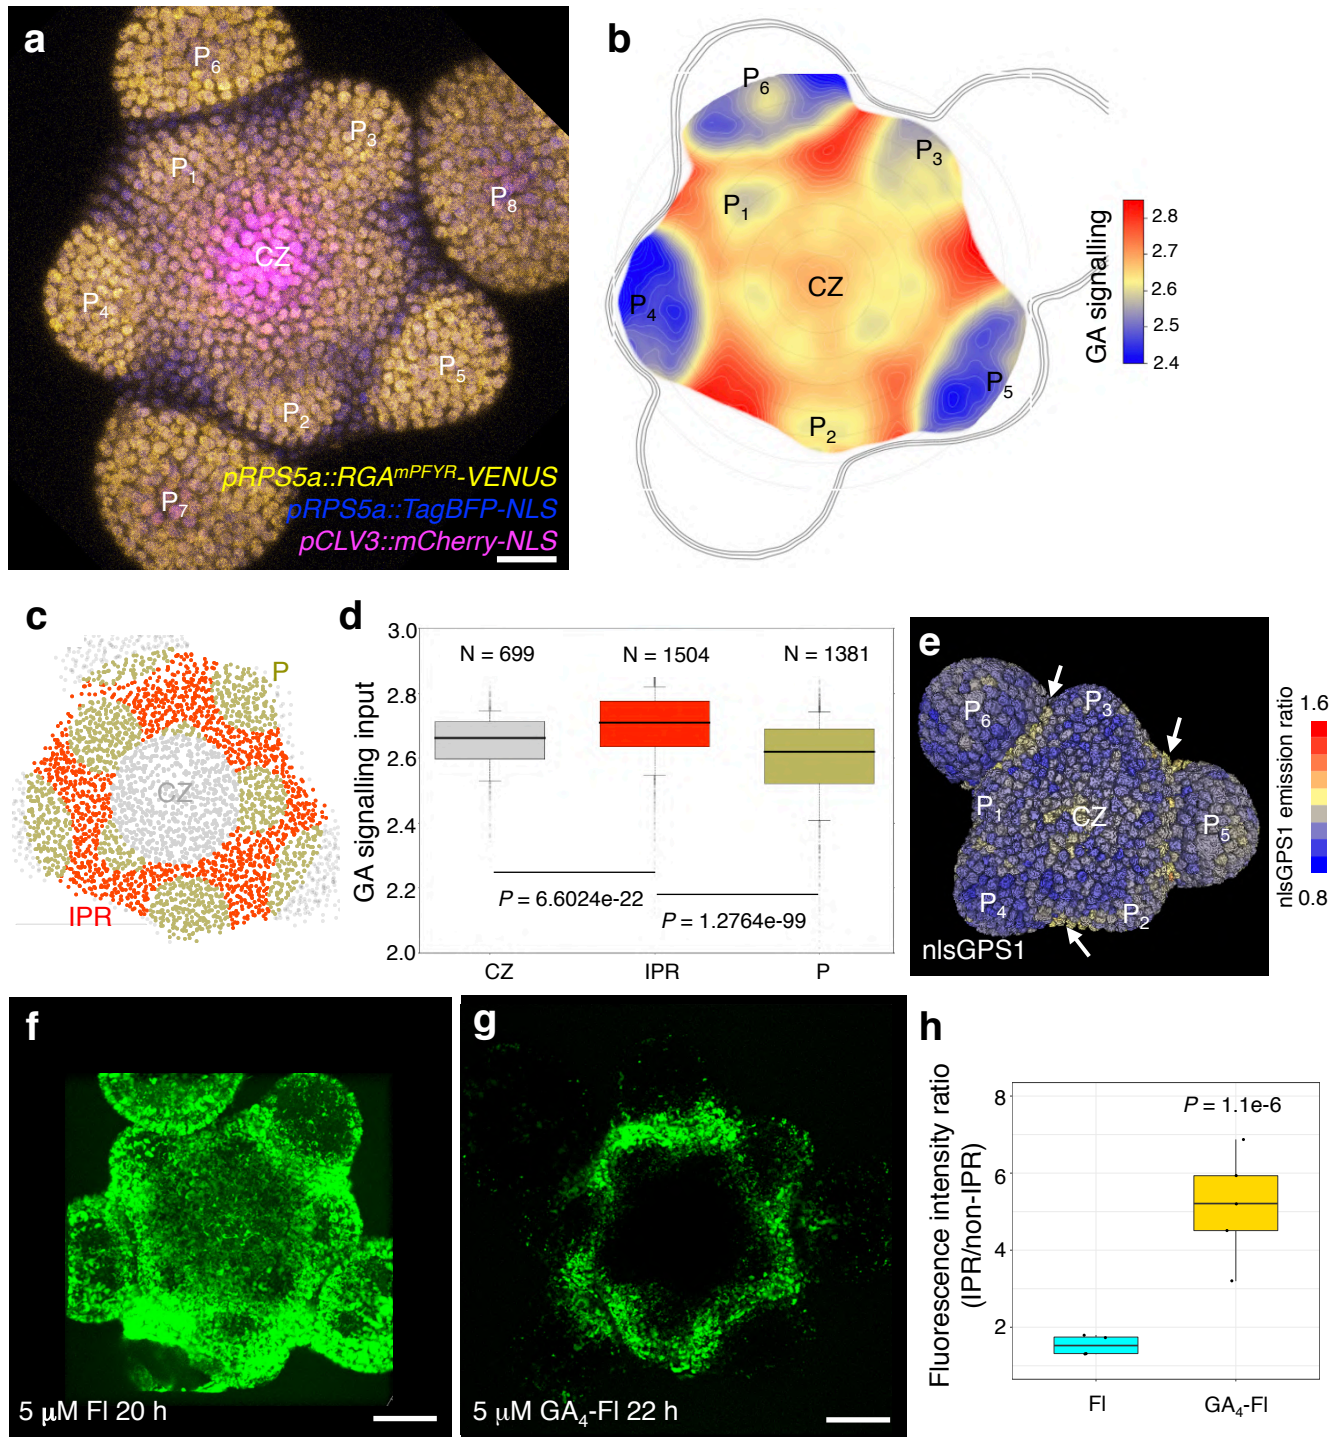 a
P6
P3
P1
P8
CZ
P4
P5
P2
P7
pRPS5a::RGAmPFYR-VENUS
pRPS5a::TagBFP-NLS
pCLV3::mCherry-NLS
b
P6
P3
P1
CZ
P4
P5
P2
GA signalling
2.8
2.7
2.6
2.5
2.4
c
P
CZ
IPR
d
GA signalling input
3.0
2.8
2.6
2.4
2.2
2.0
N = 699
N = 1504
N = 1381
P = 6.6024e-22
P = 1.2764e-99
CZ
IPR
P
e
P6
P3
P1
CZ
P5
P4
P2
nlsGPS1
nlsGPS1 emission ratio
1.6
0.8
f
5 μM Fl 20 h
g
5 μM GA4-Fl 22 h
h
Fluorescence intensity ratio
(IPR/non-IPR)
8
6
4
2
P = 1.1e-6
Fl
GA4-Fl